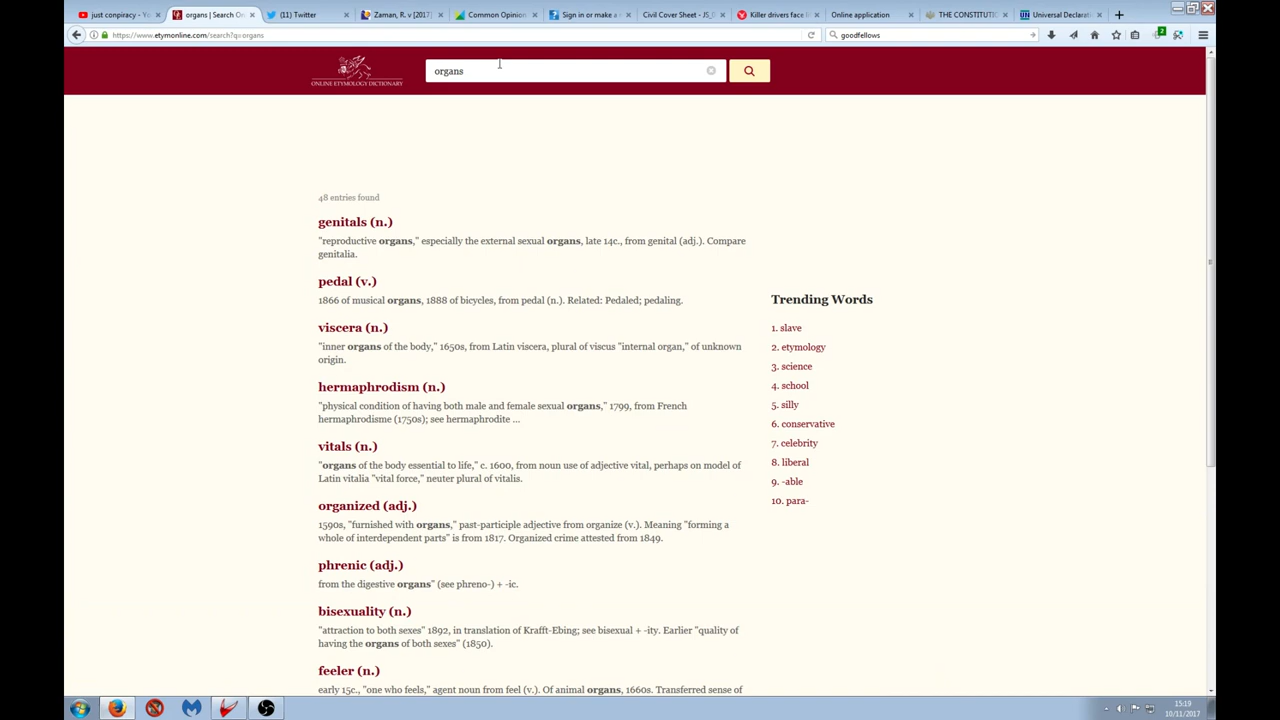 just conpiracy - Yo
organs | Search On
(11) Twitter
Zaman, R v [2017]
Common Opinion
Sign in or make a
Civil Cover Sheet - JS_
Killer drivers face li
Online application
THE CONSTITUTI
Universal Declarati
https://www.etymonline.com/search?q=organs
goodfellows
2
ONLINE ETYMOLOGY DICTIONARY
organs
48 entries found
genitals (n.)
"reproductive organs," especially the external sexual organs, late 14c., from genital (adj.). Compare
genitalia.
pedal (v.)
1866 of musical organs, 1888 of bicycles, from pedal (n.). Related: Pedaled; pedaling.
viscera (n.)
"inner organs of the body," 1650s, from Latin viscera, plural of viscus "internal organ," of unknown
origin.
hermaphrodism (n.)
"physical condition of having both male and female sexual organs," 1799, from French
hermaphrodisme (1750s); see hermaphrodite ...
vitals (n.)
"organs of the body essential to life," c. 1600, from noun use of adjective vital, perhaps on model of
Latin vitalia "vital force," neuter plural of vitalis.
organized (adj.)
1590s, "furnished with organs," past-participle adjective from organize (v.). Meaning "forming a
whole of interdependent parts" is from 1817. Organized crime attested from 1849.
phrenic (adj.)
from the digestive organs" (see phreno-) + -ic.
bisexuality (n.)
"attraction to both sexes" 1892, in translation of Krafft-Ebing; see bisexual + -ity. Earlier "quality of
having the organs of both sexes" (1850).
feeler (n.)
early 15c., "one who feels," agent noun from feel (v.). Of animal organs, 1660s. Transferred sense of
Trending Words
1. slave
2. etymology
3. science
4. school
5. silly
6. conservative
7. celebrity
8. liberal
9. -able
10. para-
15:19
10/11/2017